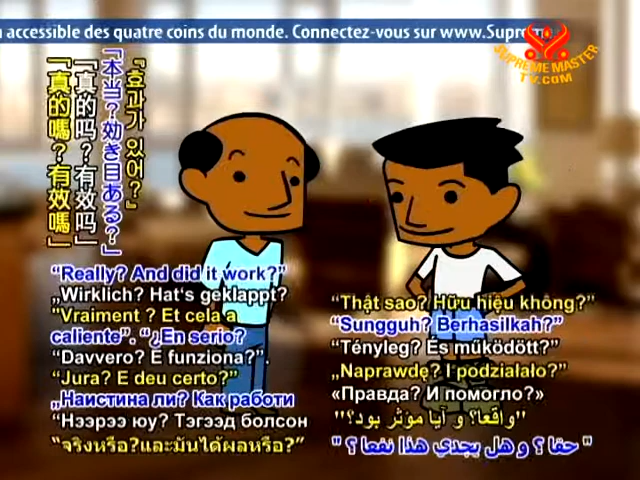 accessible des quatre coins du monde. Connectez-vous sur www.Supreme
SUPREME MASTER
TV.COM
『효과가 있어?』
「本当？効き目ある？」
「真的吗？有效吗」
「真的嗎？有效嗎」
“Really? And did it work?”
„Wirklich? Hat's geklappt?
"Vraiment ? Et cela a
caliente”. “¿En serio?
“Davvero? E funziona?”.
“Jura? E deu certo?”
„Наистина ли? Как работи
“Нээрээ юу? Тэгээд болсон
“จริงหรือ?และมันได้ผลหรือ?”
“Thật sao? Hữu hiệu không?”
“Sungguh? Berhasilkah?”
“Tényleg? És működött?”
„Naprawdę? I podzialało?”
«Правда? И помогло?»
"واقعا؟ و آیا مؤثر بود؟"
" حقا ؟ و هل يجدي هذا نفعا ؟ "